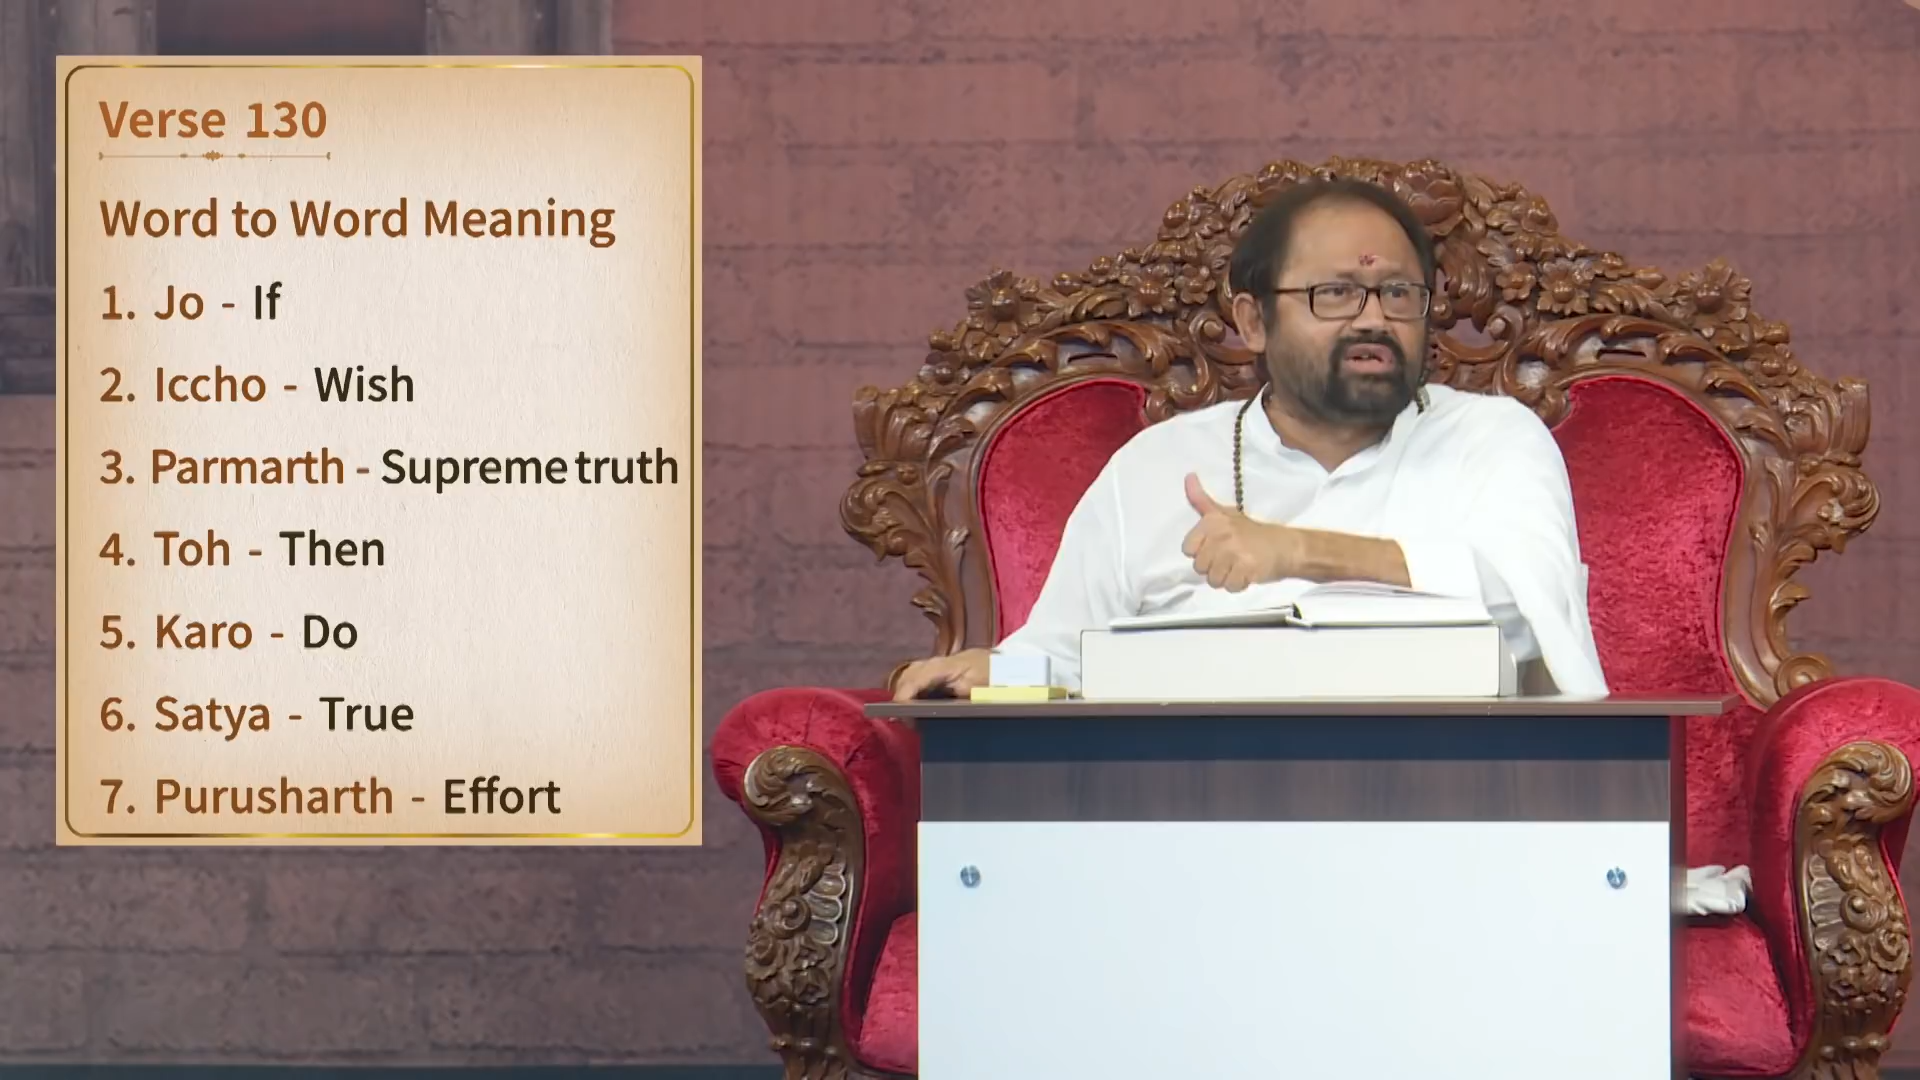 Verse 130
Word to Word Meaning
1. Jo - If
2. Iccho - Wish
3. Parmarth - Supreme truth
4. Toh - Then
5. Karo - Do
6. Satya - True
7. Purusharth - Effort